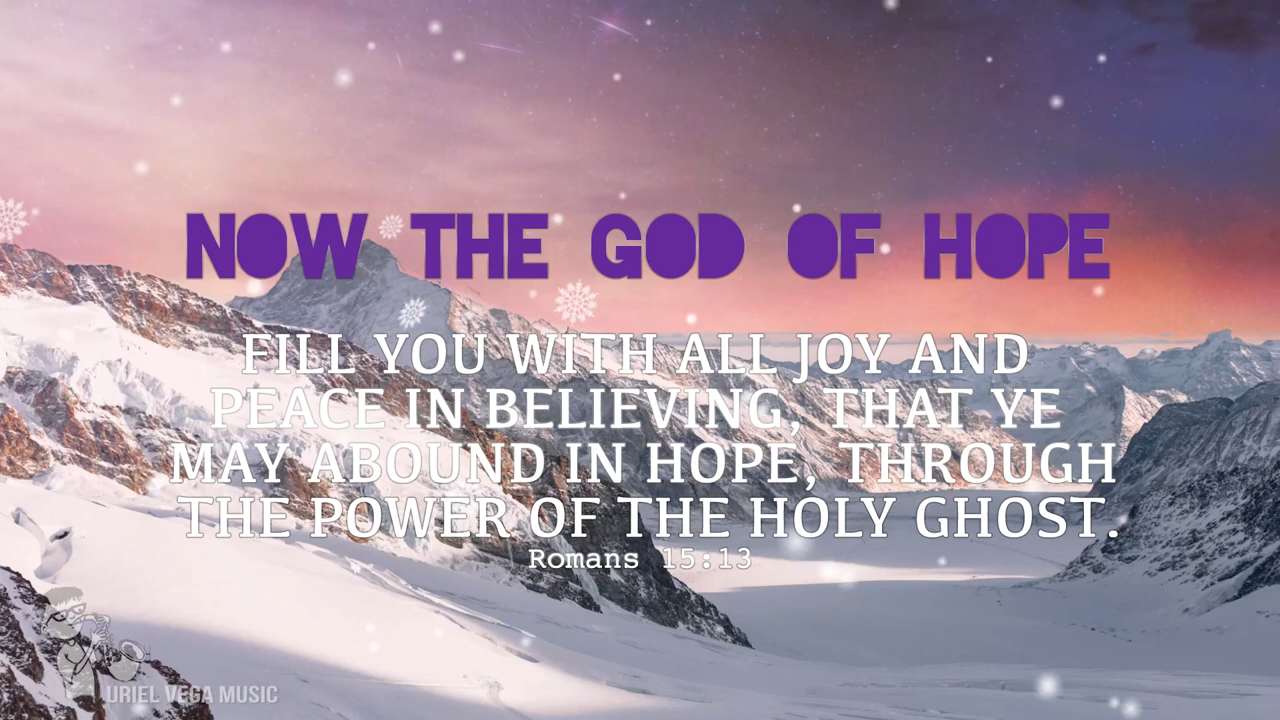 NOW THE GOD OF HOPE
FILL YOU WITH ALL JOY AND
PEACE IN BELIEVING, THAT YE
MAY ABOUND IN HOPE, THROUGH
THE POWER OF THE HOLY GHOST.
Romans 15:13
URIEL VEGA MUSIC